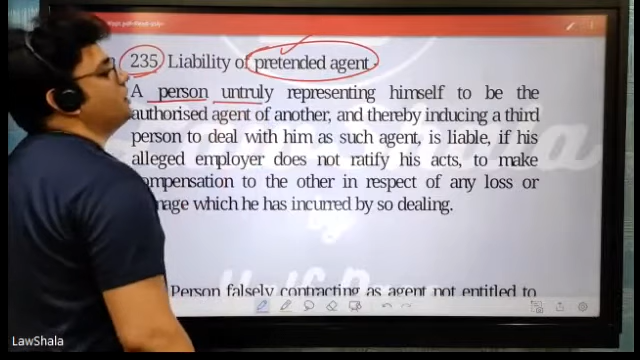 235 Liability of pretended agent.-
A person untruly representing himself to be the
authorised agent of another, and thereby inducing a third
person to deal with him as such agent, is liable, if his
alleged employer does not ratify his acts, to make
ompensation to the other in respect of any loss or
mage which he has incurred by so dealing.
Person falsely contracting as agent not entitled to
LawShala